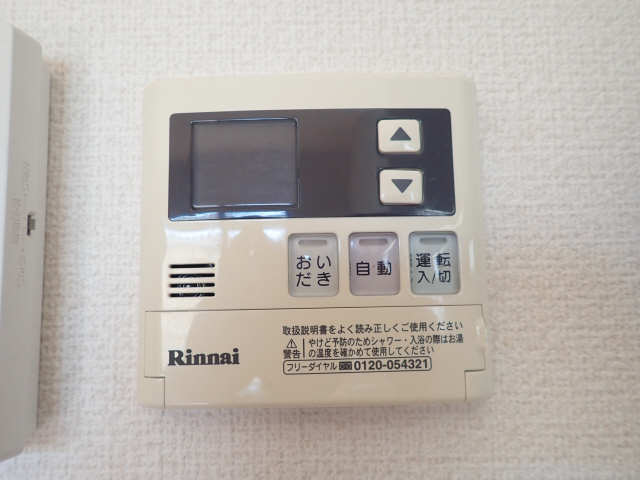 ▲
▼
おい
だき
自動
運転
入/切
取扱説明書をよく読み正しくご使用ください
⚠ やけど予防のためシャワー・入浴の際はお湯
警告 の温度を確かめて使用してください
Rinnai
フリーダイヤル 0120-054321